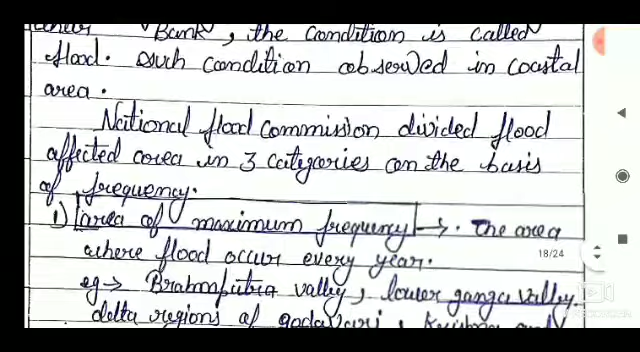 Bank, the condition is called
flood. Such condition observed in coastal
area.
National flood Commission divided flood
affected area in 3 categories on the basis
of frequency.
1) area of maximum frequency → . The area
where flood occur every year.
18/24
eg → Brahmputra valley, lower ganga valley,
delta regions of godavari, Krishna and